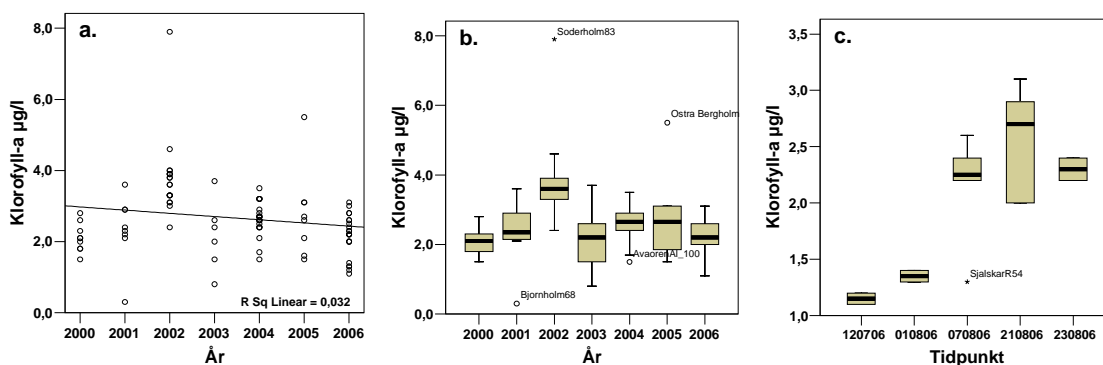 a.
Klorofyll-a µg/l
8,0
6,0
4,0
2,0
0,0
R Sq Linear = 0,032
2000 2001 2002 2003 2004 2005 2006
År
b.
Klorofyll-a µg/l
8,0
6,0
4,0
2,0
0,0
Soderholm83
Ostra Bergholm
AvaorenAl_100
Bjornholm68
2000 2001 2002 2003 2004 2005 2006
År
c.
Klorofyll-a µg/l
3,5
3,0
2,5
2,0
1,5
1,0
SjalskarR54
120706 010806 070806 210806 230806
Tidpunkt